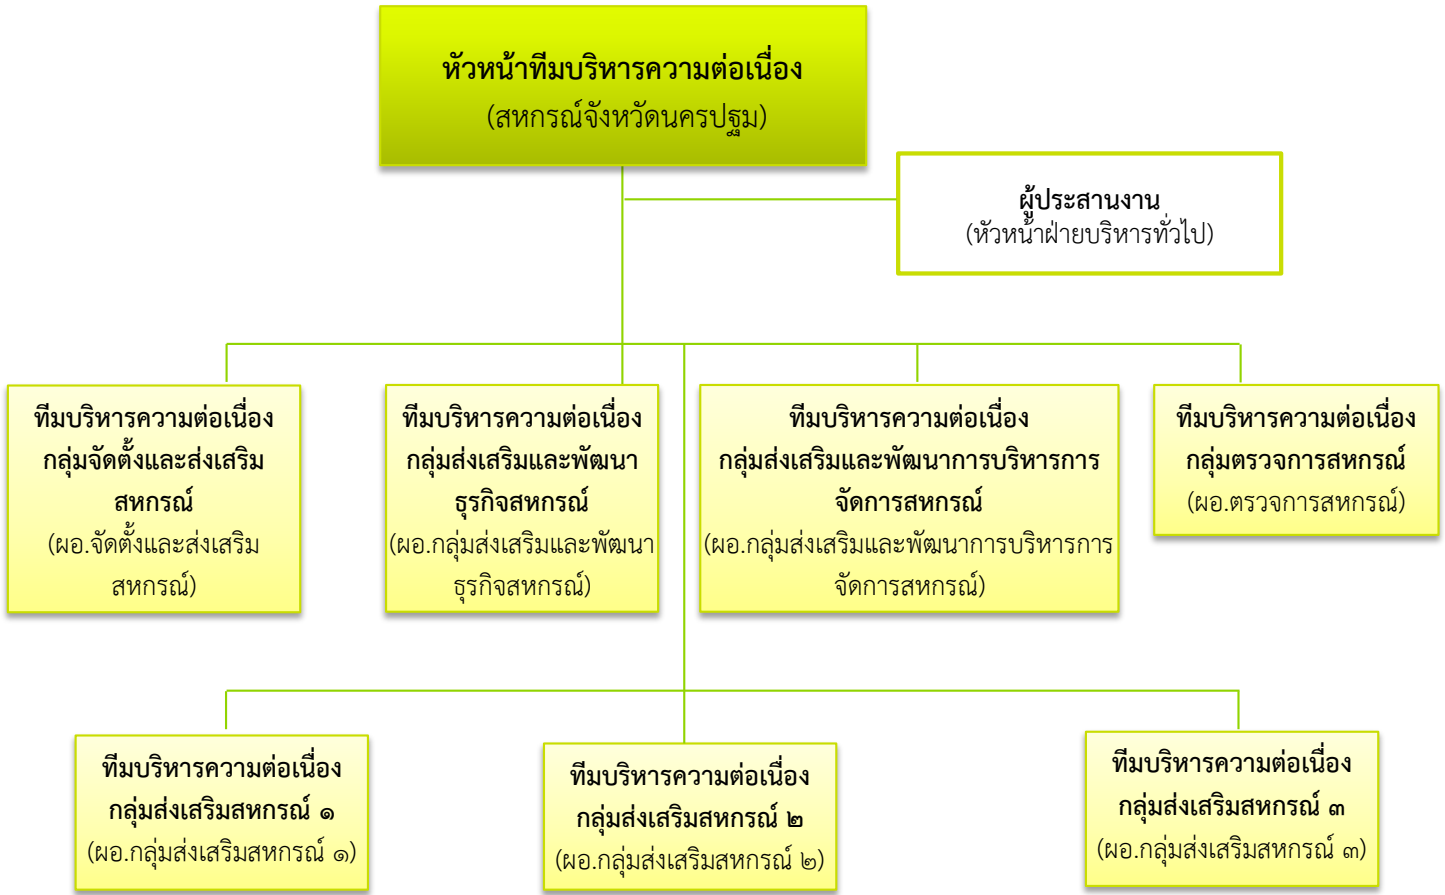 หัวหน้าทีมบริหารความต่อเนื่อง
(สหกรณ์จังหวัดนครปฐม)
ผู้ประสานงาน
(หัวหน้าฝ่ายบริหารทั่วไป)
ทีมบริหารความต่อเนื่อง
กลุ่มจัดตั้งและส่งเสริม
สหกรณ์
(ผอ.จัดตั้งและส่งเสริม
สหกรณ์)
ทีมบริหารความต่อเนื่อง
กลุ่มส่งเสริมและพัฒนา
ธุรกิจสหกรณ์
(ผอ.กลุ่มส่งเสริมและพัฒนา
ธุรกิจสหกรณ์)
ทีมบริหารความต่อเนื่อง
กลุ่มส่งเสริมและพัฒนาการบริหารการ
จัดการสหกรณ์
(ผอ.กลุ่มส่งเสริมและพัฒนาการบริหารการ
จัดการสหกรณ์)
ทีมบริหารความต่อเนื่อง
กลุ่มตรวจการสหกรณ์
(ผอ.ตรวจการสหกรณ์)
ทีมบริหารความต่อเนื่อง
กลุ่มส่งเสริมสหกรณ์ ๑
(ผอ.กลุ่มส่งเสริมสหกรณ์ ๑)
ทีมบริหารความต่อเนื่อง
กลุ่มส่งเสริมสหกรณ์ ๒
(ผอ.กลุ่มส่งเสริมสหกรณ์ ๒)
ทีมบริหารความต่อเนื่อง
กลุ่มส่งเสริมสหกรณ์ ๓
(ผอ.กลุ่มส่งเสริมสหกรณ์ ๓)